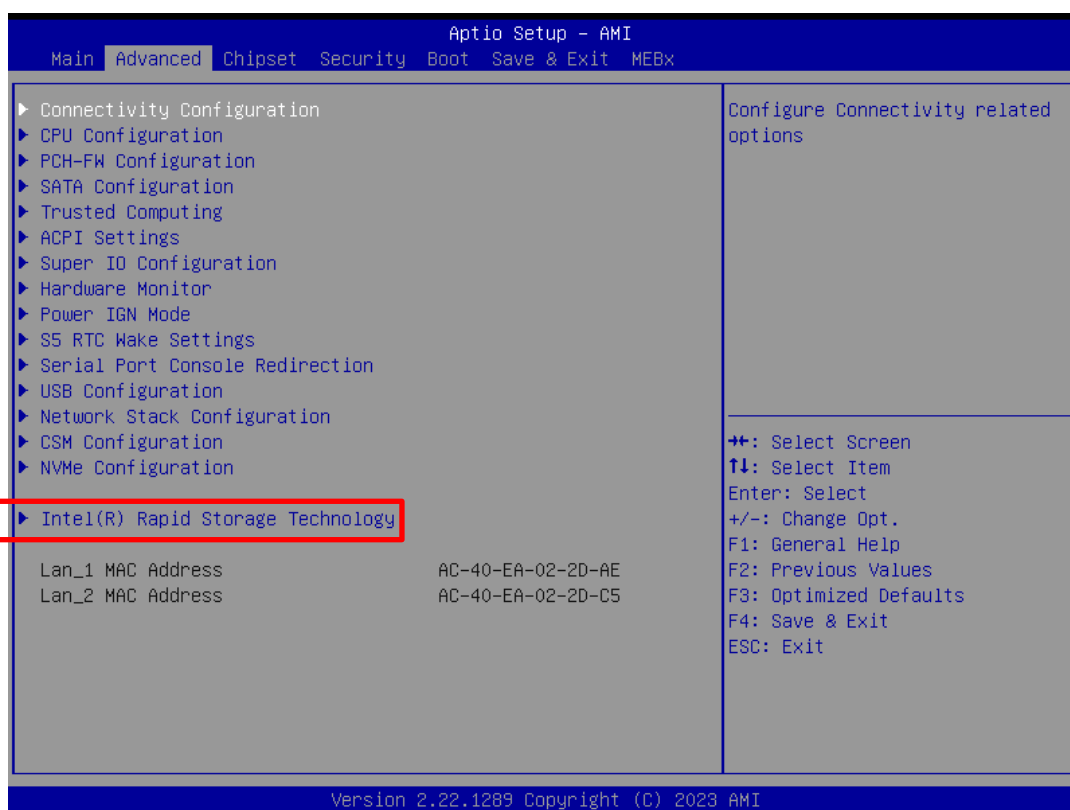 Aptio Setup – AMI
Main Advanced Chipset Security Boot Save & Exit MEBx
▶ Connectivity Configuration
▶ CPU Configuration
▶ PCH-FW Configuration
▶ SATA Configuration
▶ Trusted Computing
▶ ACPI Settings
▶ Super IO Configuration
▶ Hardware Monitor
▶ Power IGN Mode
▶ S5 RTC Wake Settings
▶ Serial Port Console Redirection
▶ USB Configuration
▶ Network Stack Configuration
▶ CSM Configuration
▶ NVMe Configuration
▶ Intel(R) Rapid Storage Technology
Lan_1 MAC Address AC-40-EA-02-2D-AE
Lan_2 MAC Address AC-40-EA-02-2D-C5
Configure Connectivity related
options
→←: Select Screen
↑↓: Select Item
Enter: Select
+/-: Change Opt.
F1: General Help
F2: Previous Values
F3: Optimized Defaults
F4: Save & Exit
ESC: Exit
Version 2.22.1289 Copyright (C) 2023 AMI